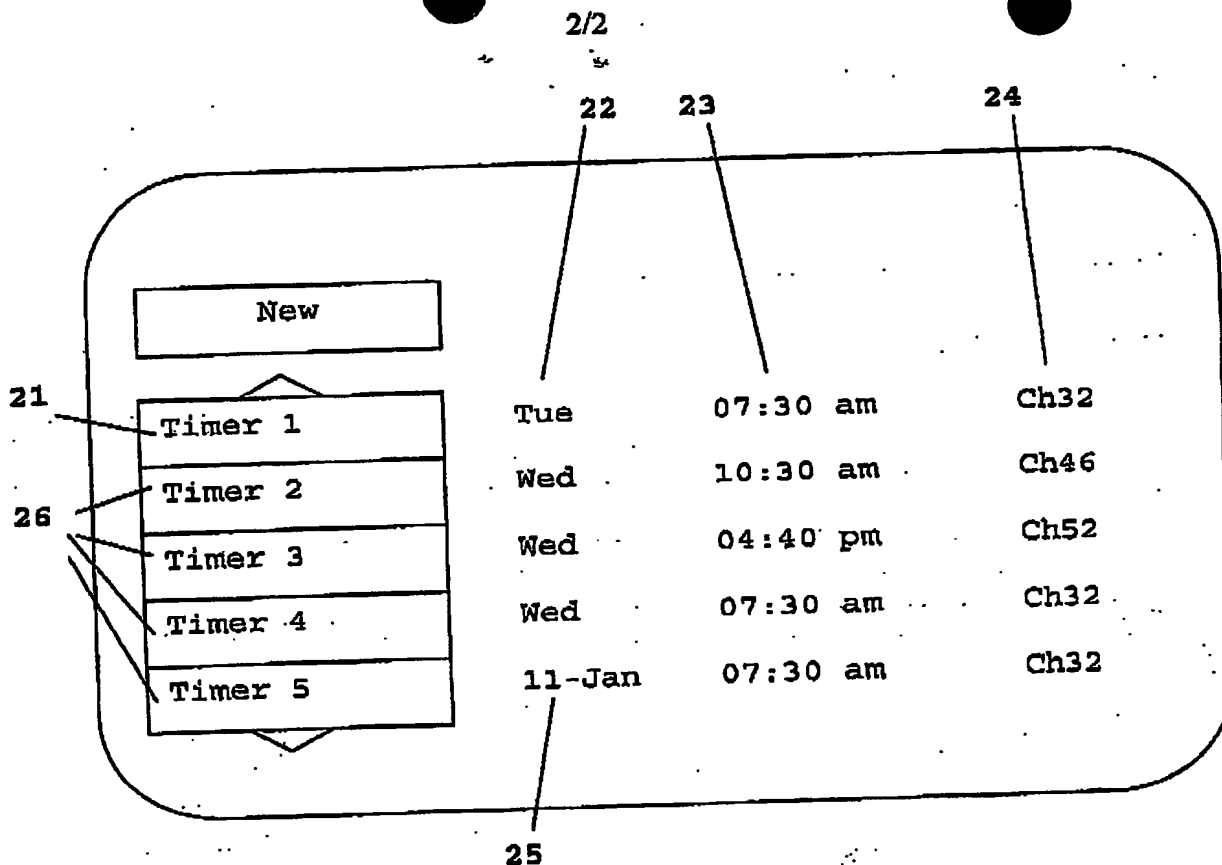 2/2
22 23 24
New
21
Timer 1 Tue 07:30 am Ch32
Timer 2 Wed 10:30 am Ch46
26
Timer 3 Wed 04:40 pm Ch52
Timer 4 Wed 07:30 am Ch32
Timer 5 11-Jan 07:30 am Ch32
25